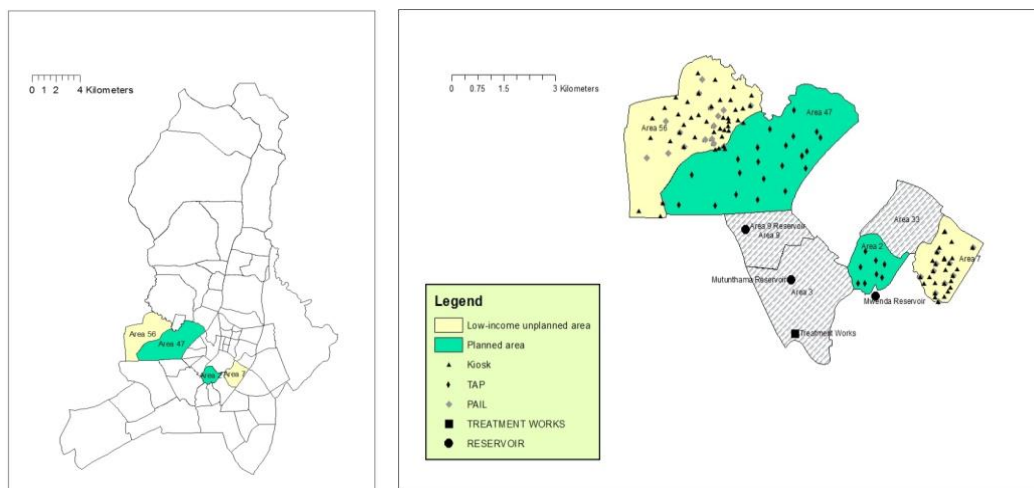 0 1 2 4 Kilometers
Area 56
Area 47
Area 2
Area 7
0 0.75 1.5 3 Kilometers
Area 47
Area 56
Area 33
Area 9 Reservoir
Area 9
Area 2
Area 7
Mutunthama Reservoir
Area 3
Mwenda Reservoir
Treatment Works
Legend
Low-income unplanned area
Planned area
Kiosk
TAP
PAIL
TREATMENT WORKS
RESERVOIR